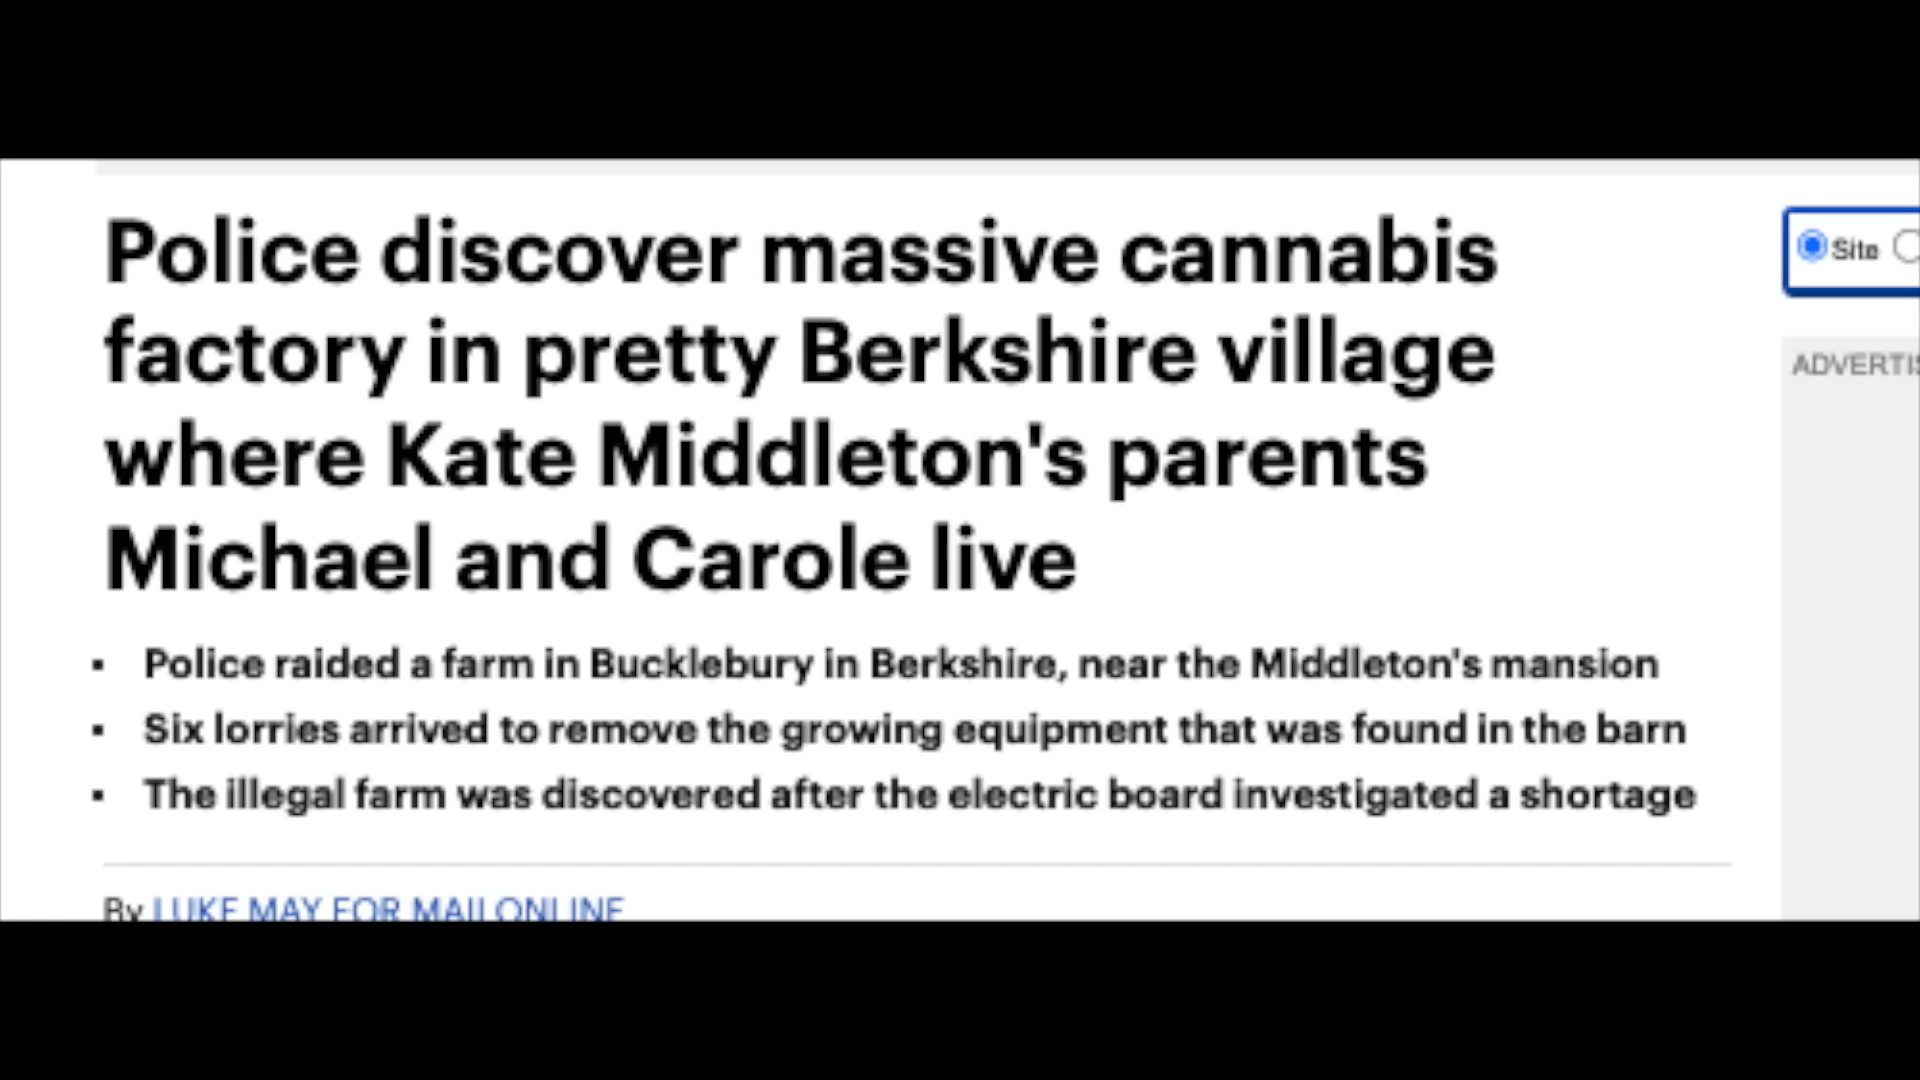 Police discover massive cannabis
factory in pretty Berkshire village
where Kate Middleton's parents
Michael and Carole live
▪ Police raided a farm in Bucklebury in Berkshire, near the Middleton's mansion
▪ Six lorries arrived to remove the growing equipment that was found in the barn
▪ The illegal farm was discovered after the electric board investigated a shortage
By LUKE MAY FOR MAILONLINE
Site
ADVERTIS